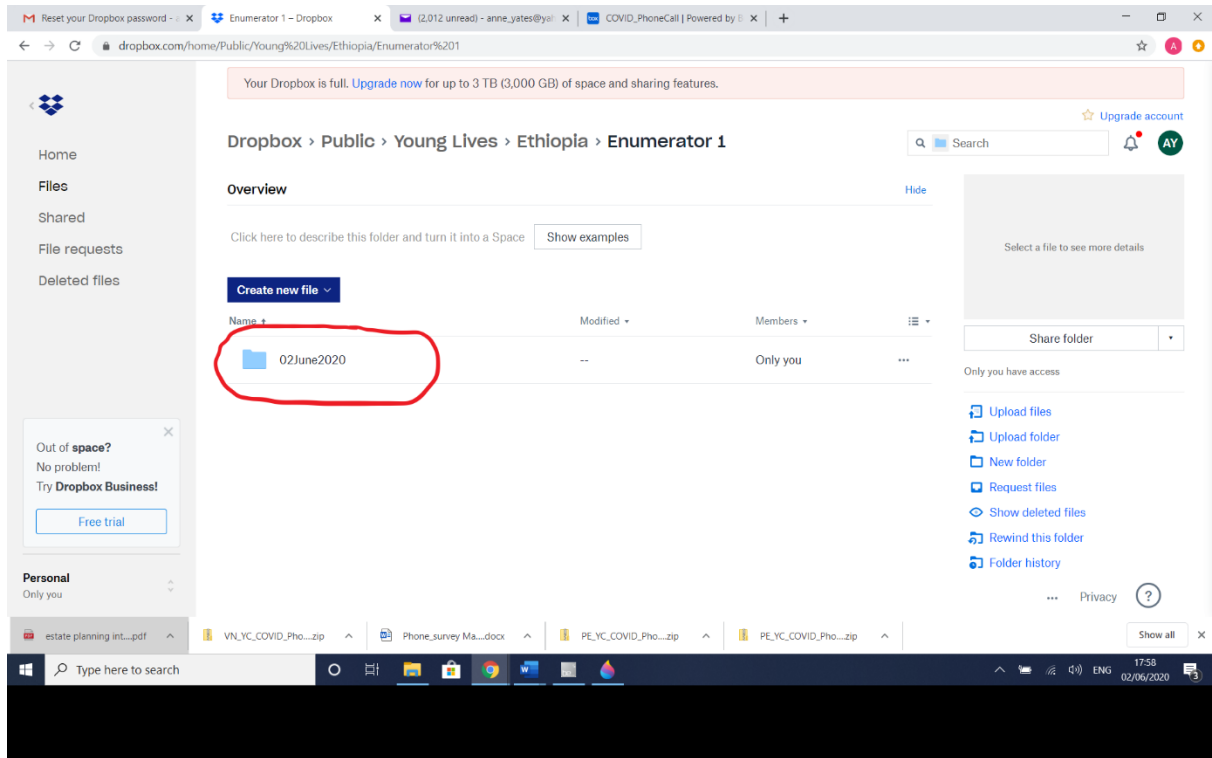 Reset your Dropbox password - 
Enumerator 1 – Dropbox
(2,012 unread) - anne_yates@yah
COVID_PhoneCall | Powered by B
dropbox.com/home/Public/Young%20Lives/Ethiopia/Enumerator%201
A
Your Dropbox is full. Upgrade now for up to 3 TB (3,000 GB) of space and sharing features.
Upgrade account
Dropbox › Public › Young Lives › Ethiopia › Enumerator 1
Search
AY
Home
Files
Shared
File requests
Deleted files
Overview
Hide
Click here to describe this folder and turn it into a Space
Show examples
Select a file to see more details
Create new file
Name ↑
Modified
Members
02June2020
--
Only you
...
Share folder
Only you have access
Upload files
Upload folder
New folder
Request files
Show deleted files
Rewind this folder
Folder history
Out of space?
No problem!
Try Dropbox Business!
Free trial
Personal
Only you
... Privacy ?
estate planning int....pdf
VN_YC_COVID_Pho....zip
Phone_survey Ma....docx
PE_YC_COVID_Pho....zip
PE_YC_COVID_Pho....zip
Show all
Type here to search
ENG
17:58
02/06/2020
3